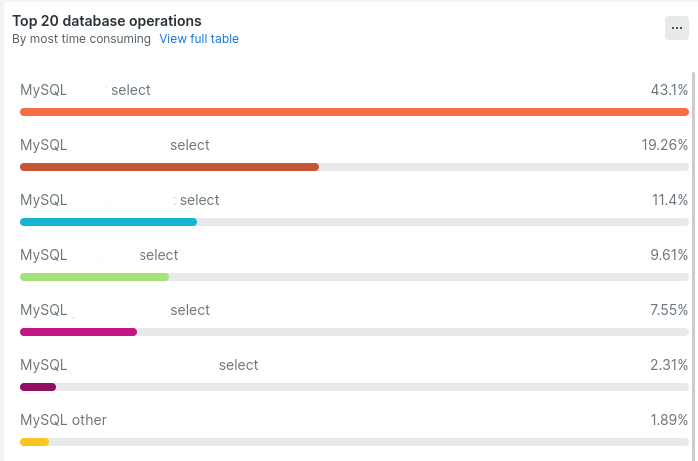 Top 20 database operations
By most time consuming View full table
...
MySQL select 43.1%
MySQL select 19.26%
MySQL select 11.4%
MySQL select 9.61%
MySQL select 7.55%
MySQL select 2.31%
MySQL other 1.89%